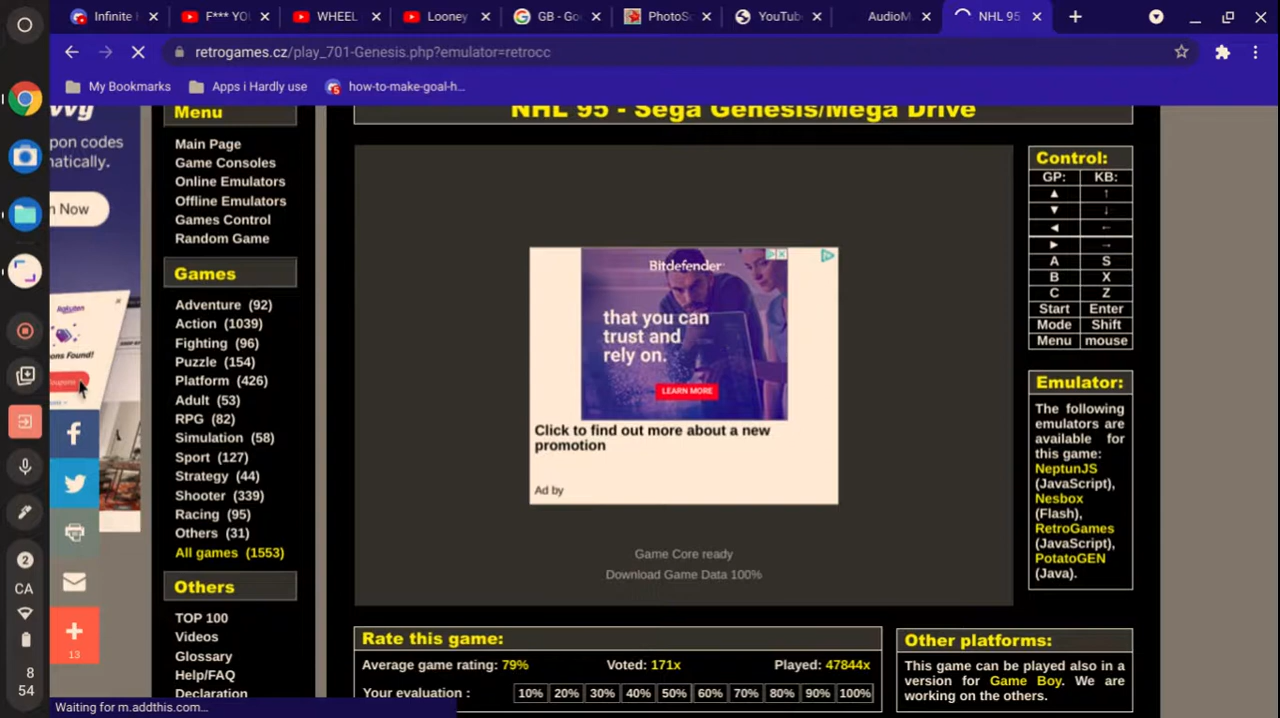 Infinite H
F*** YO
WHEEL
Looney
GB - Goo
PhotoSc
YouTub
AudioM
NHL 95
retrogames.cz/play_701-Genesis.php?emulator=retrocc
My Bookmarks
Apps i Hardly use
how-to-make-goal-h...
pon codes
natically.
n Now
Rakuten
ons Found!
13
2
CA
8
54
Menu
Main Page
Game Consoles
Online Emulators
Offline Emulators
Games Control
Random Game
Games
Adventure (92)
Action (1039)
Fighting (96)
Puzzle (154)
Platform (426)
Adult (53)
RPG (82)
Simulation (58)
Sport (127)
Strategy (44)
Shooter (339)
Racing (95)
Others (31)
All games (1553)
Others
TOP 100
Videos
Glossary
Help/FAQ
Declaration
NHL 95 - Sega Genesis/Mega Drive
Bitdefender
that you can
trust and
rely on.
LEARN MORE
Click to find out more about a new
promotion
Ad by
Game Core ready
Download Game Data 100%
Control:
GP: KB:
▲ ↑
▼ ↓
◄ ←
► →
A S
B X
C Z
Start Enter
Mode Shift
Menu mouse
Emulator:
The following
emulators are
available for
this game:
NeptunJS
(JavaScript),
Nesbox
(Flash),
RetroGames
(JavaScript),
PotatoGEN
(Java).
Rate this game:
Average game rating: 79% Voted: 171x Played: 47844x
Your evaluation : 10% 20% 30% 40% 50% 60% 70% 80% 90% 100%
Other platforms:
This game can be played also in a
version for Game Boy. We are
working on the others.
Waiting for m.addthis.com...